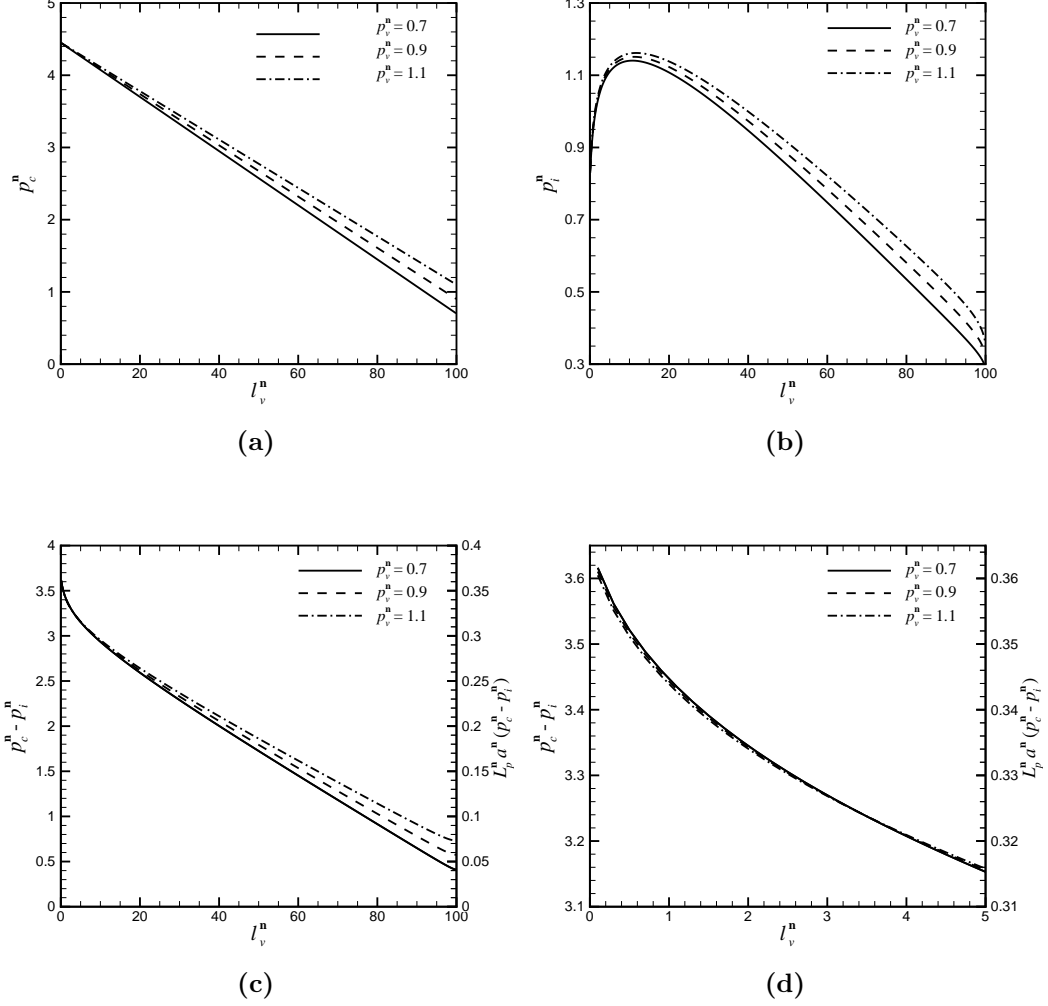 5
4
3
2
1
0
0 20 40 60 80 100
p_c^n
l_v^n
p_v^n = 0.7
p_v^n = 0.9
p_v^n = 1.1
(a)
1.3
1.1
0.9
0.7
0.5
0.3
0 20 40 60 80 100
p_i^n
l_v^n
p_v^n = 0.7
p_v^n = 0.9
p_v^n = 1.1
(b)
4
3.5
3
2.5
2
1.5
1
0.5
0
0 20 40 60 80 100
0.4
0.35
0.3
0.25
0.2
0.15
0.1
0.05
0
p_c^n - p_i^n
L_p^n a^n (p_c^n - p_i^n)
l_v^n
p_v^n = 0.7
p_v^n = 0.9
p_v^n = 1.1
(c)
3.6
3.5
3.4
3.3
3.2
3.1
0 1 2 3 4 5
0.36
0.35
0.34
0.33
0.32
0.31
p_c^n - p_i^n
L_p^n a^n (p_c^n - p_i^n)
l_v^n
p_v^n = 0.7
p_v^n = 0.9
p_v^n = 1.1
(d)